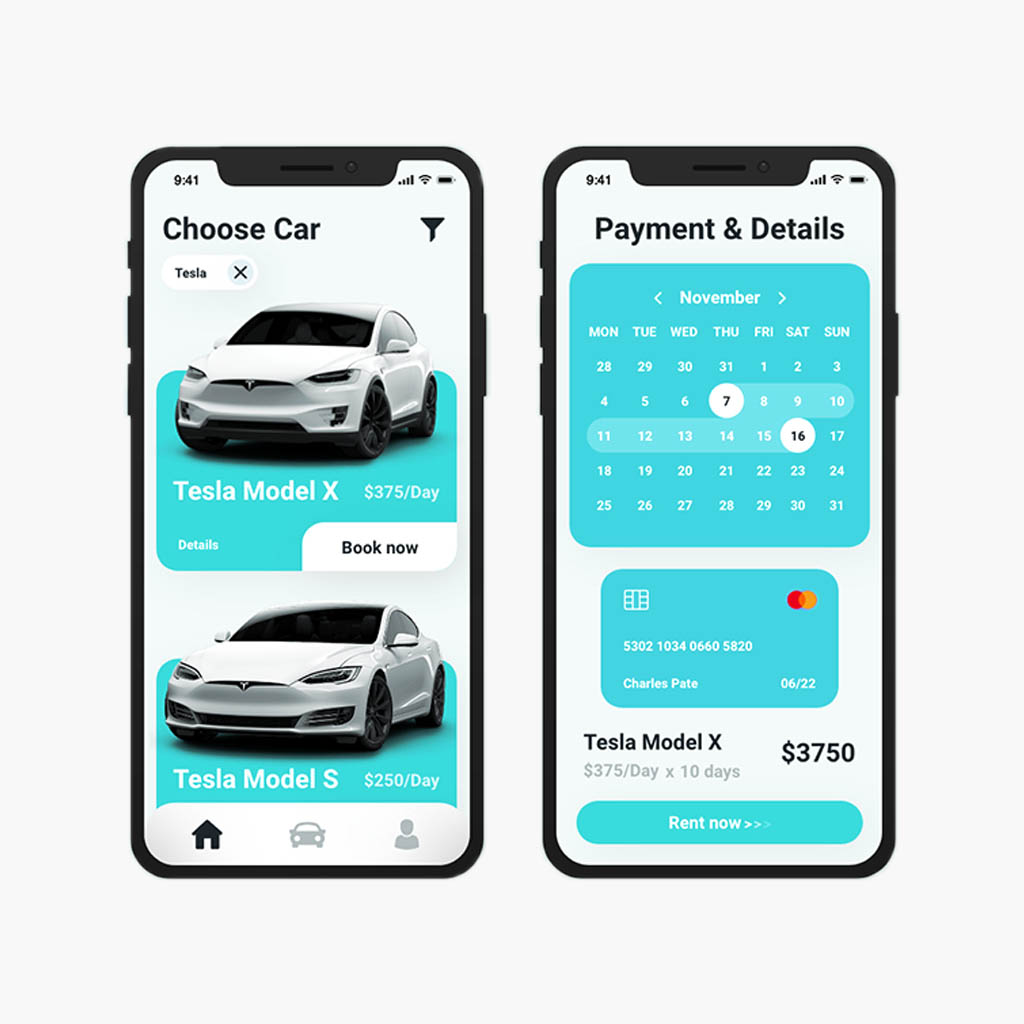 9:41
Choose Car
Tesla
Tesla Model X $375/Day
Details Book now
Tesla Model S $250/Day
9:41
Payment & Details
< November >
MON TUE WED THU FRI SAT SUN
28 29 30 31 1 2 3
4 5 6 7 8 9 10
11 12 13 14 15 16 17
18 19 20 21 22 23 24
25 26 27 28 29 30 31
5302 1034 0660 5820
Charles Pate 06/22
Tesla Model X $3750
$375/Day x 10 days
Rent now >>>